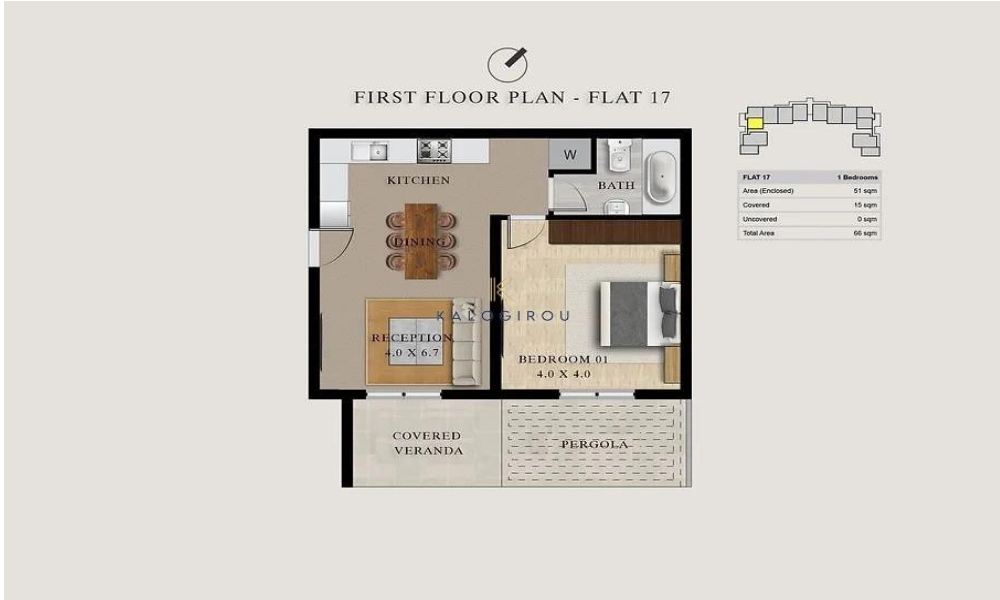 FIRST FLOOR PLAN - FLAT 17
KITCHEN
W
BATH
DINING
KALOGIROU
RECEPTION
4.0 X 6.7
BEDROOM 01
4.0 X 4.0
COVERED
VERANDA
PERGOLA
FLAT 17 1 Bedrooms
Area (Enclosed) 51 sqm
Covered 15 sqm
Uncovered 0 sqm
Total Area 66 sqm